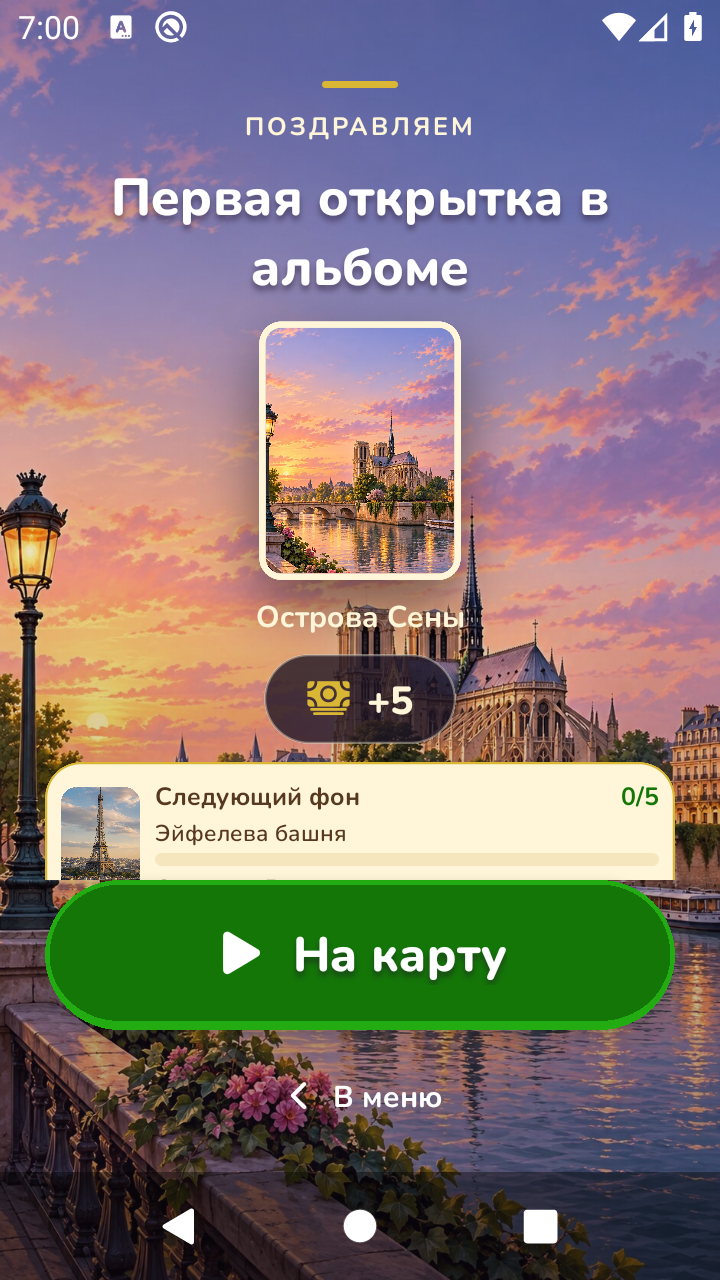 7:00
ПОЗДРАВЛЯЕМ
Первая открытка в
альбоме
Острова Сены
+5
Следующий фон 0/5
Эйфелева башня
На карту
В меню